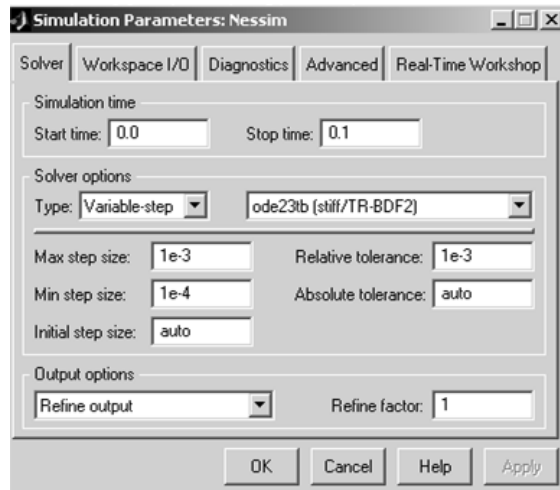 Simulation Parameters: Nessim
Solver Workspace I/O Diagnostics Advanced Real-Time Workshop
Simulation time
Start time: 0.0 Stop time: 0.1
Solver options
Type: Variable-step ode23tb (stiff/TR-BDF2)
Max step size: 1e-3 Relative tolerance: 1e-3
Min step size: 1e-4 Absolute tolerance: auto
Initial step size: auto
Output options
Refine output Refine factor: 1
OK Cancel Help Apply